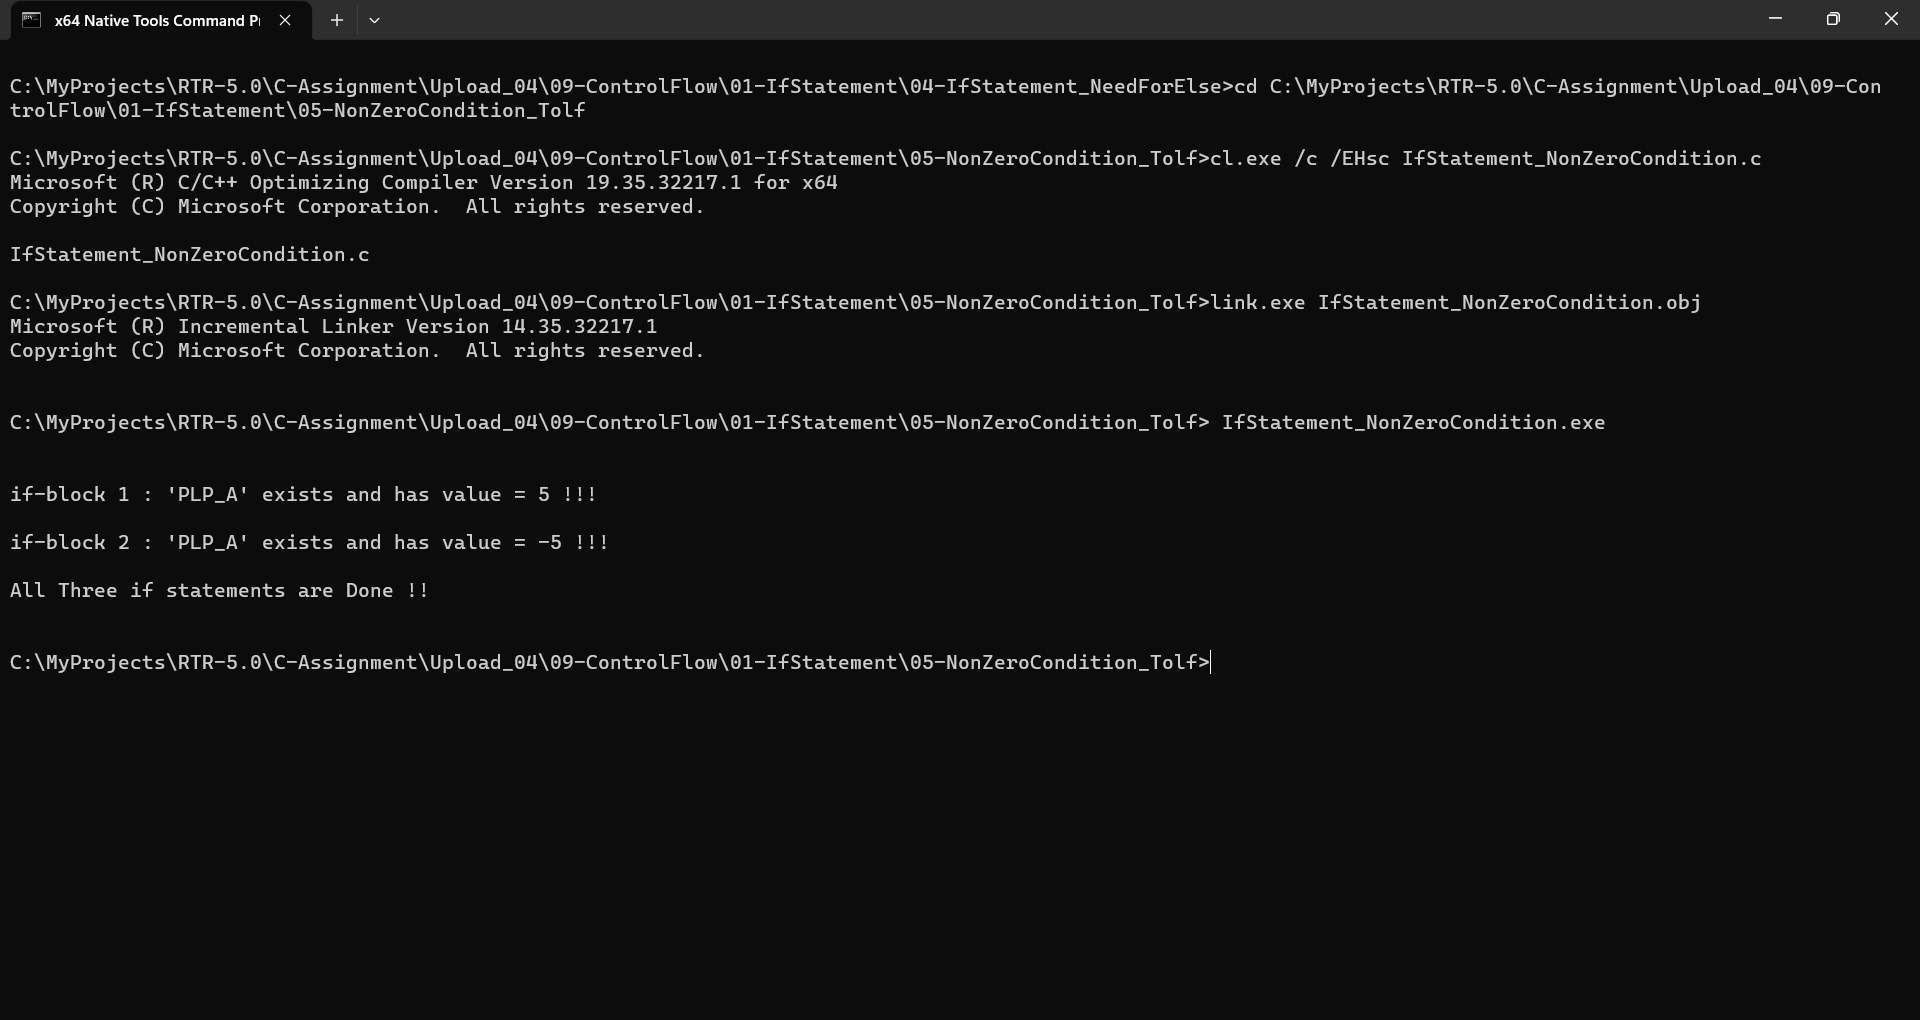 x64 Native Tools Command P
C:\MyProjects\RTR-5.0\C-Assignment\Upload_04\09-ControlFlow\01-IfStatement\04-IfStatement_NeedForElse>cd C:\MyProjects\RTR-5.0\C-Assignment\Upload_04\09-Con
trolFlow\01-IfStatement\05-NonZeroCondition_Tolf
C:\MyProjects\RTR-5.0\C-Assignment\Upload_04\09-ControlFlow\01-IfStatement\05-NonZeroCondition_Tolf>cl.exe /c /EHsc IfStatement_NonZeroCondition.c
Microsoft (R) C/C++ Optimizing Compiler Version 19.35.32217.1 for x64
Copyright (C) Microsoft Corporation.  All rights reserved.
IfStatement_NonZeroCondition.c
C:\MyProjects\RTR-5.0\C-Assignment\Upload_04\09-ControlFlow\01-IfStatement\05-NonZeroCondition_Tolf>link.exe IfStatement_NonZeroCondition.obj
Microsoft (R) Incremental Linker Version 14.35.32217.1
Copyright (C) Microsoft Corporation.  All rights reserved.
C:\MyProjects\RTR-5.0\C-Assignment\Upload_04\09-ControlFlow\01-IfStatement\05-NonZeroCondition_Tolf> IfStatement_NonZeroCondition.exe
if-block 1 : 'PLP_A' exists and has value = 5 !!!
if-block 2 : 'PLP_A' exists and has value = -5 !!!
All Three if statements are Done !!
C:\MyProjects\RTR-5.0\C-Assignment\Upload_04\09-ControlFlow\01-IfStatement\05-NonZeroCondition_Tolf>